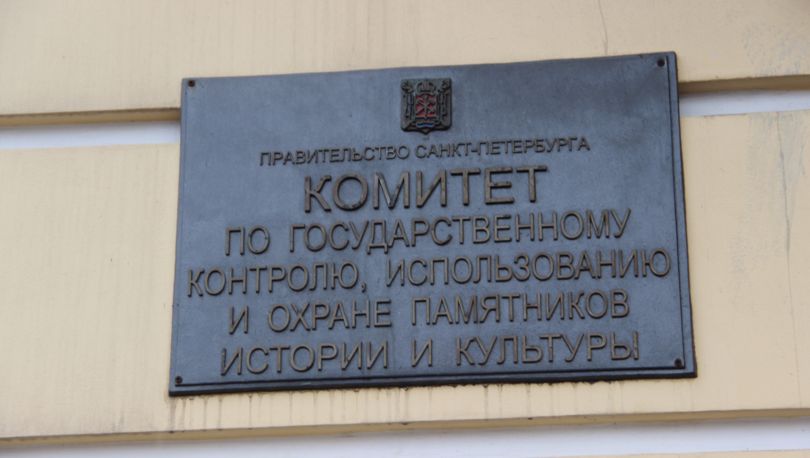 ПРАВИТЕЛЬСТВО САНКТ-ПЕТЕРБУРГА
КОМИТЕТ
ПО ГОСУДАРСТВЕННОМУ
КОНТРОЛЮ, ИСПОЛЬЗОВАНИЮ
И ОХРАНЕ ПАМЯТНИКОВ
ИСТОРИИ И КУЛЬТУРЫ